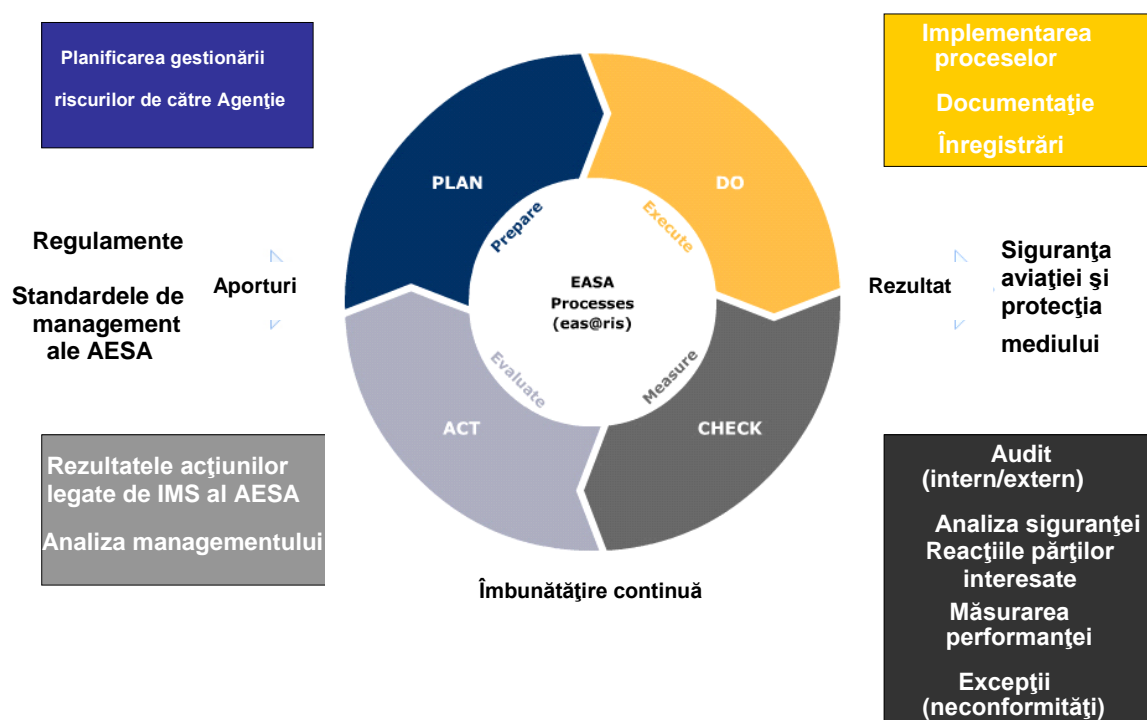 Planificarea gestionării
riscurilor de către Agenţie
Implementarea
proceselor
Documentaţie
Înregistrări
PLAN
DO
Prepare
Execute
Regulamente
Standardele de
management
ale AESA
Aporturi
EASA
Processes
(eas@ris)
Rezultat
Siguranţa
aviaţiei şi
protecţia
mediului
Evaluate
Measure
ACT
CHECK
Rezultatele acţiunilor
legate de IMS al AESA
Analiza managementului
Îmbunătăţire continuă
Audit
(intern/extern)
Analiza siguranţei
Reacţiile părţilor
interesate
Măsurarea
performanţei
Excepţii
(neconformităţi)